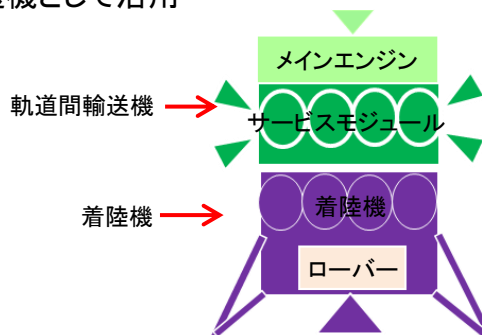 機として活用
メインエンジン
軌道間輸送機
サービスモジュール
着陸機
着陸機
ローバー